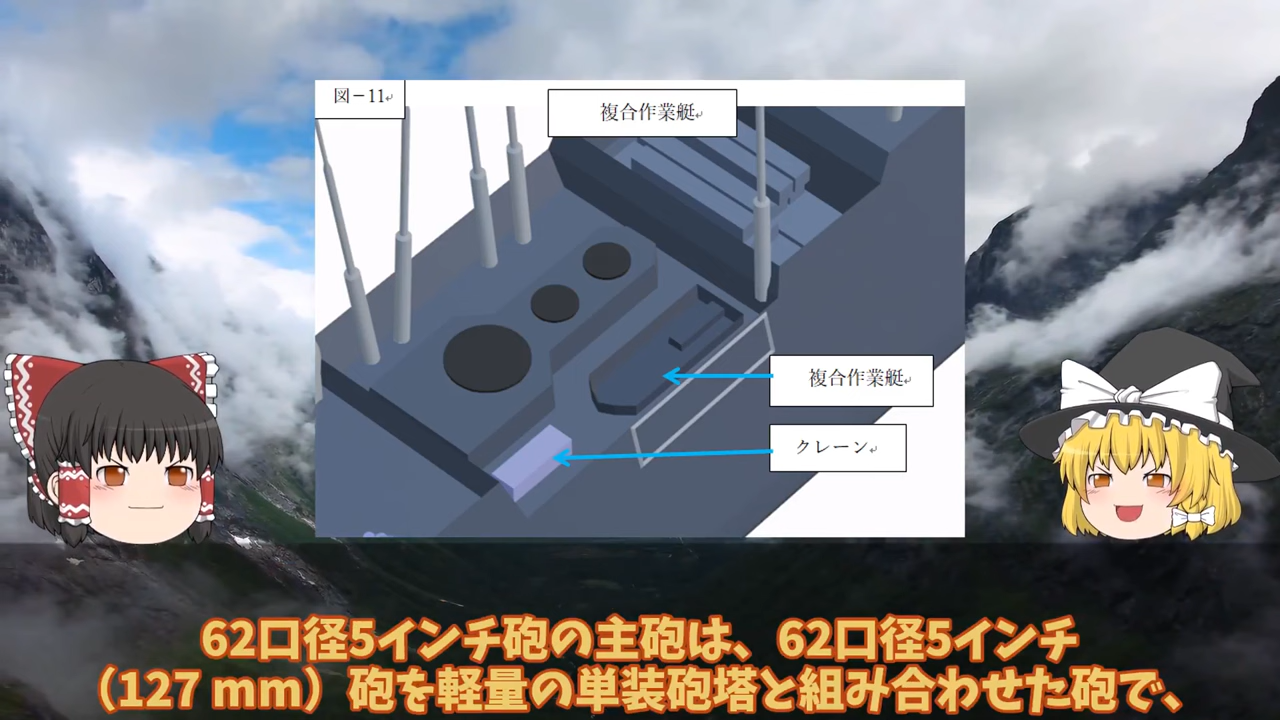 図－11↵
複合作業艇↵
複合作業艇↵
クレーン↵
62口径5インチ砲の主砲は、62口径5インチ
（127 mm）砲を軽量の単装砲塔と組み合わせた砲で、